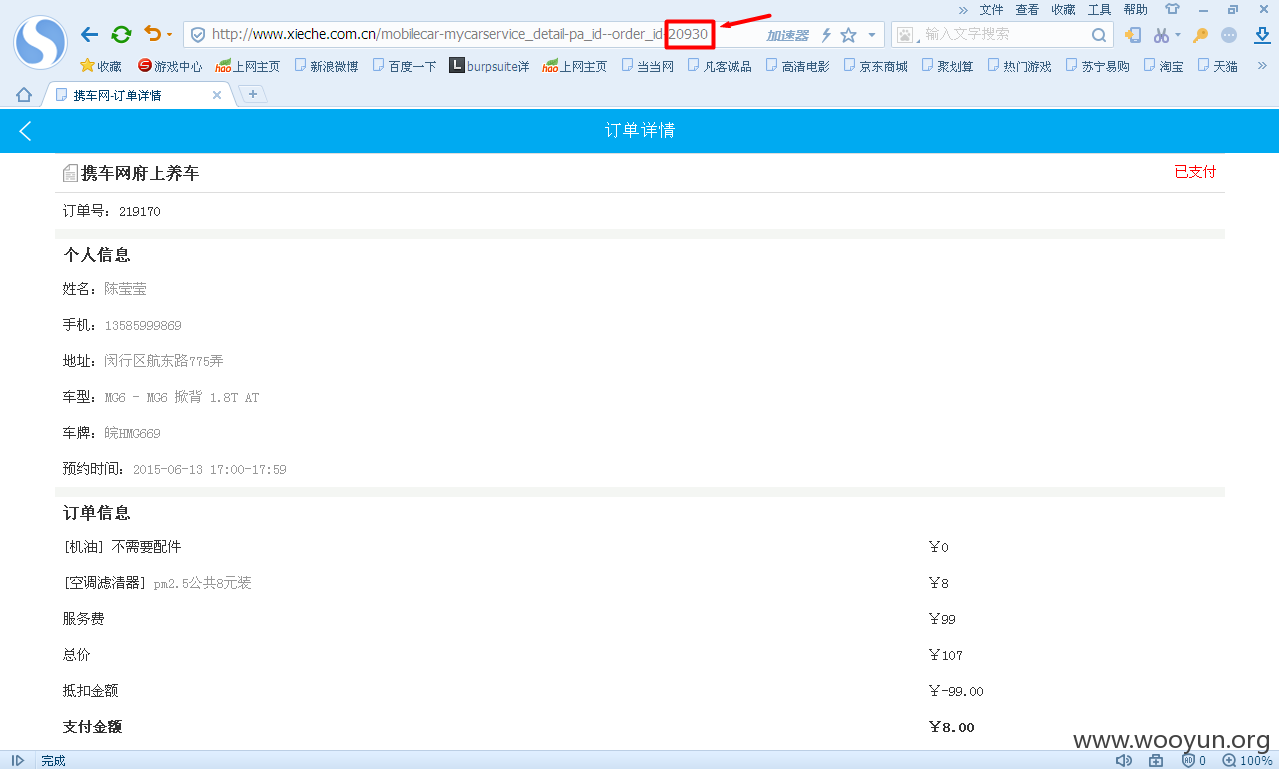 » 文件 查看 收藏 工具 帮助
http://www.xieche.com.cn/mobilecar-mycarservice_detail-pa_id--order_id-20930 加速器 输入文字搜索
收藏 游戏中心 hao上网主页 新浪微博 百度一下 L burpsuite详 hao上网主页 当当网 凡客诚品 高清电影 京东商城 聚划算 热门游戏 苏宁易购 淘宝 天猫 »
携车网-订单详情
订单详情
携车网府上养车 已支付
订单号：219170
个人信息
姓名：陈莹莹
手机：13585999869
地址：闵行区航东路775弄
车型：MG6 - MG6 掀背 1.8T AT
车牌：皖HMG669
预约时间：2015-06-13 17:00-17:59
订单信息
[机油] 不需要配件 ￥0
[空调滤清器] pm2.5公共8元装 ￥8
服务费 ￥99
总价 ￥107
抵扣金额 ￥-99.00
支付金额 ￥8.00
www.wooyun.org
完成 0 100%